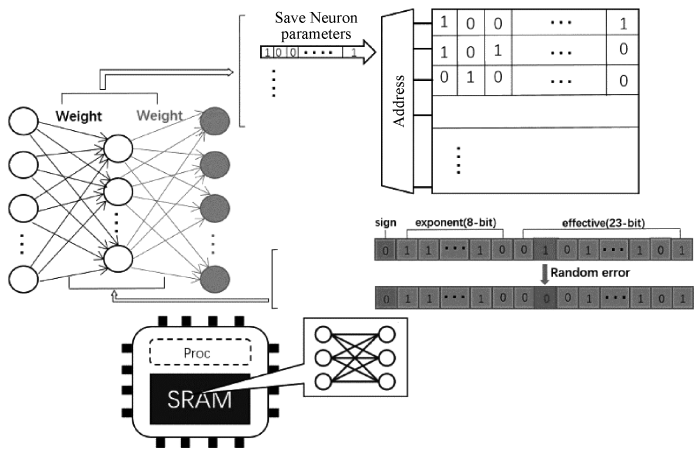 Save Neuron
parameters
1 0 0 ···· 1
Weight Weight
Address
1 0 0 ··· 1
1 0 1 ··· 0
0 1 0 ··· 0
sign exponent(8-bit) effective(23-bit)
0 1 1 ··· 1 0 0 1 0 1 ··· 1 0 1
Random error
0 1 1 ··· 1 0 0 0 0 1 ··· 1 0 1
Proc
SRAM